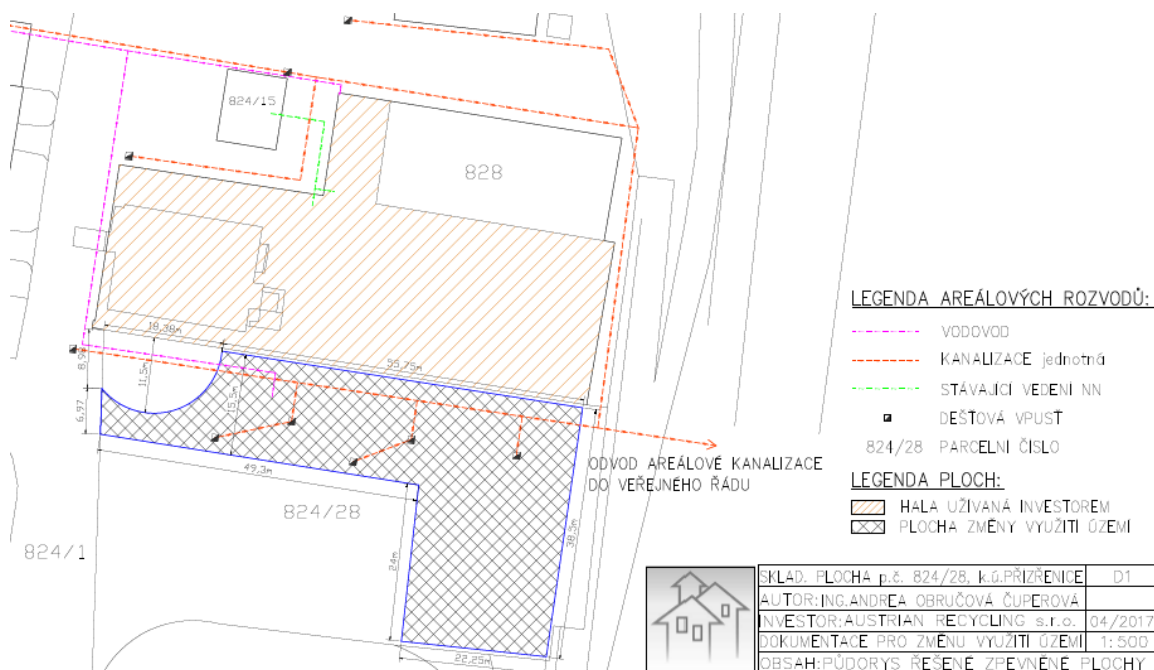 824/15
828
18,38m
55,75m
8,9
11,5m
15,5m
6,97
49,3m
38,5m
24m
22,25m
824/28
824/1
ODVOD AREÁLOVÉ KANALIZACE
DO VEŘEJNÉHO ŘÁDU
LEGENDA AREÁLOVÝCH ROZVODŮ:
VODOVOD
KANALIZACE jednotná
STÁVAJÍCÍ VEDENÍ NN
DEŠŤOVÁ VPUSŤ
824/28 PARCELNÍ ČÍSLO
LEGENDA PLOCH:
HALA UŽÍVANÁ INVESTOREM
PLOCHA ZMĚNY VYUŽITÍ ÚZEMÍ
SKLAD. PLOCHA p.č. 824/28, k.ú.PŘÍZŘENICE D1
AUTOR:ING.ANDREA OBRUČOVÁ ČUPEROVÁ
INVESTOR:AUSTRIAN RECYCLING s.r.o. 04/2017
DOKUMENTACE PRO ZMĚNU VYUŽITÍ ÚZEMÍ 1:500
OBSAH:PŮDORYS ŘEŠENÉ ZPEVNĚNÉ PLOCHY